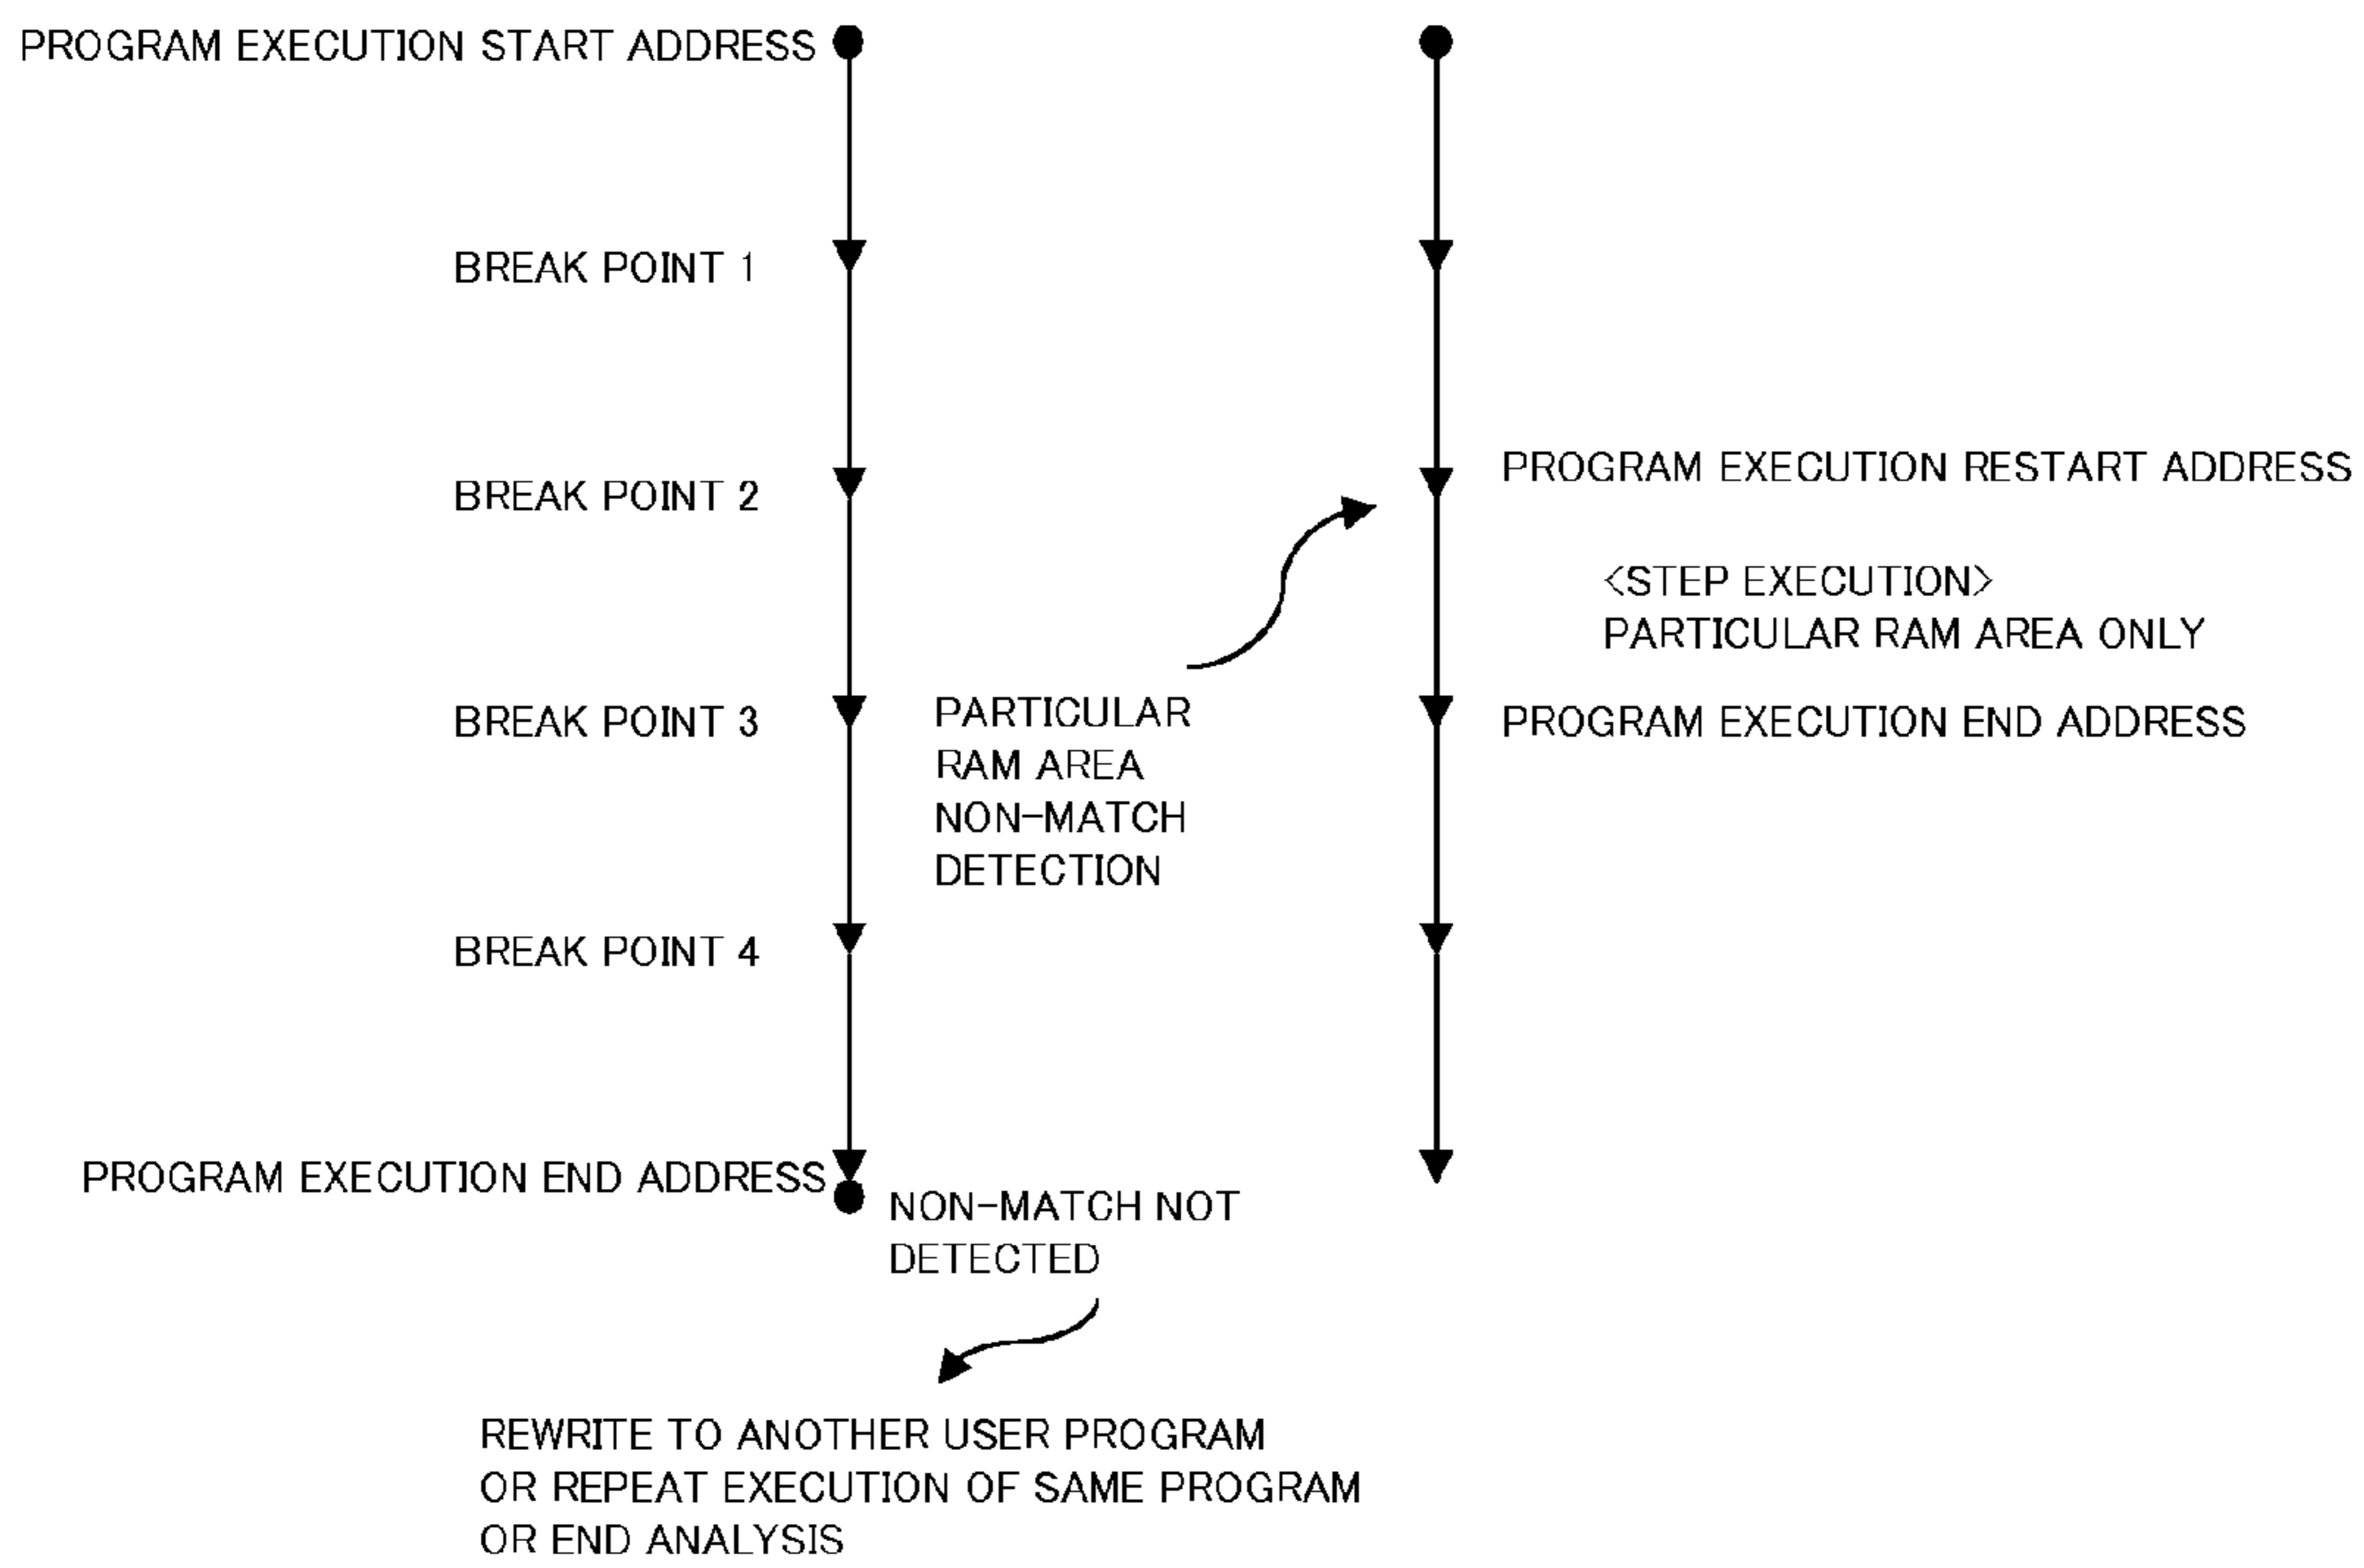 PROGRAM EXECUTION START ADDRESS
BREAK POINT 1
BREAK POINT 2
BREAK POINT 3
PARTICULAR
RAM AREA
NON-MATCH
DETECTION
BREAK POINT 4
PROGRAM EXECUTION END ADDRESS
NON-MATCH NOT
DETECTED
REWRITE TO ANOTHER USER PROGRAM
OR REPEAT EXECUTION OF SAME PROGRAM
OR END ANALYSIS
PROGRAM EXECUTION RESTART ADDRESS
<STEP EXECUTION>
PARTICULAR RAM AREA ONLY
PROGRAM EXECUTION END ADDRESS